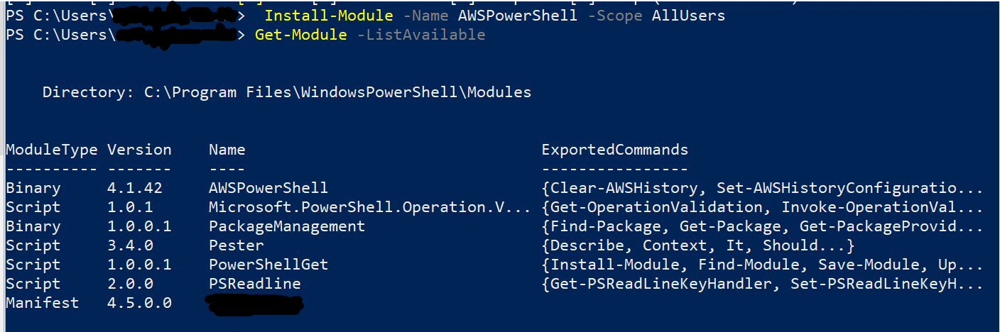 PS C:\Users\ > Install-Module -Name AWSPowerShell -Scope AllUsers
PS C:\Users\ > Get-Module -ListAvailable
Directory: C:\Program Files\WindowsPowerShell\Modules
ModuleType Version Name ExportedCommands
---------- ------- ---- ----------------
Binary 4.1.42 AWSPowerShell {Clear-AWSHistory, Set-AWSHistoryConfiguratio...
Script 1.0.1 Microsoft.PowerShell.Operation.V... {Get-OperationValidation, Invoke-OperationVal...
Binary 1.0.0.1 PackageManagement {Find-Package, Get-Package, Get-PackageProvid...
Script 3.4.0 Pester {Describe, Context, It, Should...}
Script 1.0.0.1 PowerShellGet {Install-Module, Find-Module, Save-Module, Up...
Script 2.0.0 PSReadline {Get-PSReadLineKeyHandler, Set-PSReadLineKeyH...
Manifest 4.5.0.0